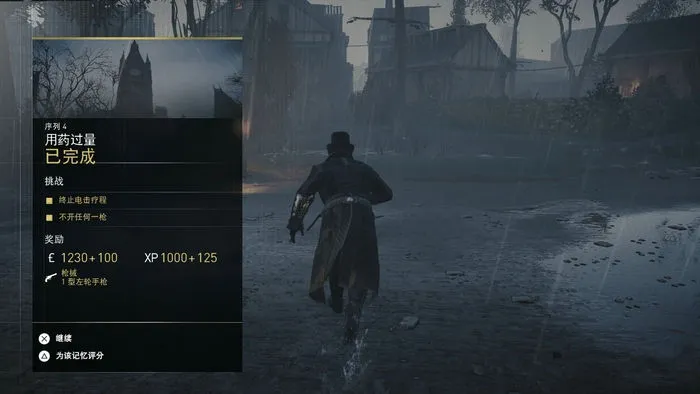 序列 4
用药过量
已完成
挑战
终止电击疗程
不开任何一枪
奖励
£ 1230+100 XP 1000+125
枪械
1 型左轮手枪
继续
为该记忆评分